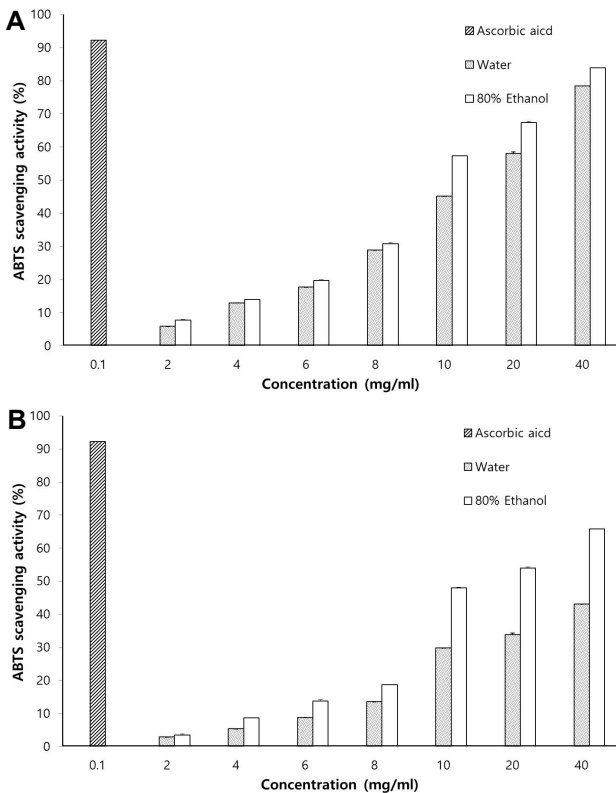 A
ABTS scavenging activity (%)
100
90
80
70
60
50
40
30
20
10
0
Ascorbic aicd
Water
80% Ethanol
0.1 2 4 6 8 10 20 40
Concentration (mg/ml)
B
ABTS scavenging activity (%)
100
90
80
70
60
50
40
30
20
10
0
Ascorbic aicd
Water
80% Ethanol
0.1 2 4 6 8 10 20 40
Concentration (mg/ml)